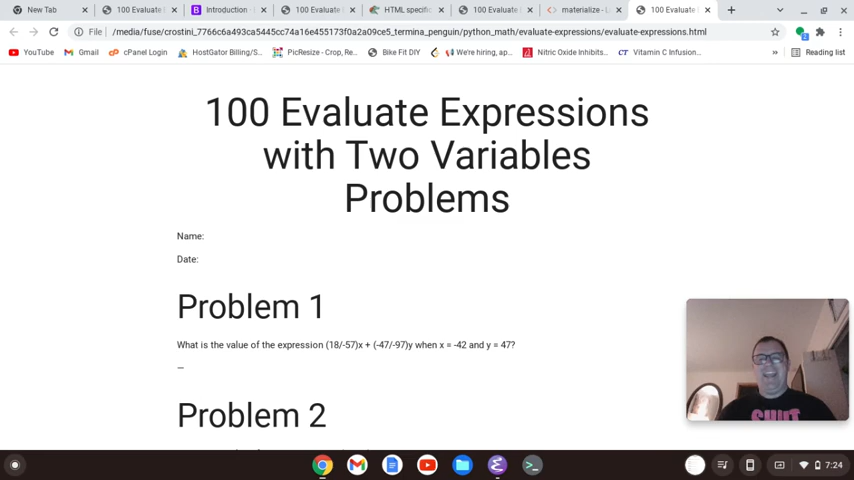 New Tab
100 Evaluate E
Introduction ·
100 Evaluate
HTML specific
100 Evaluate E
materialize - L
100 Evaluate
File
/media/fuse/crostini_7766c6a493ca5445cc74a16e455173f0a2a09ce5_termina_penguin/python_math/evaluate-expressions/evaluate-expressions.html
YouTube
Gmail
cPanel Login
HostGator Billing/S...
PicResize - Crop, Re...
Bike Fit DIY
We're hiring, ap...
Nitric Oxide Inhibits...
CT Vitamin C Infusion...
»
Reading list
100 Evaluate Expressions
with Two Variables
Problems
Name:
Date:
Problem 1
What is the value of the expression (18/-57)x + (-47/-97)y when x = -42 and y = 47?
—
Problem 2
7:24